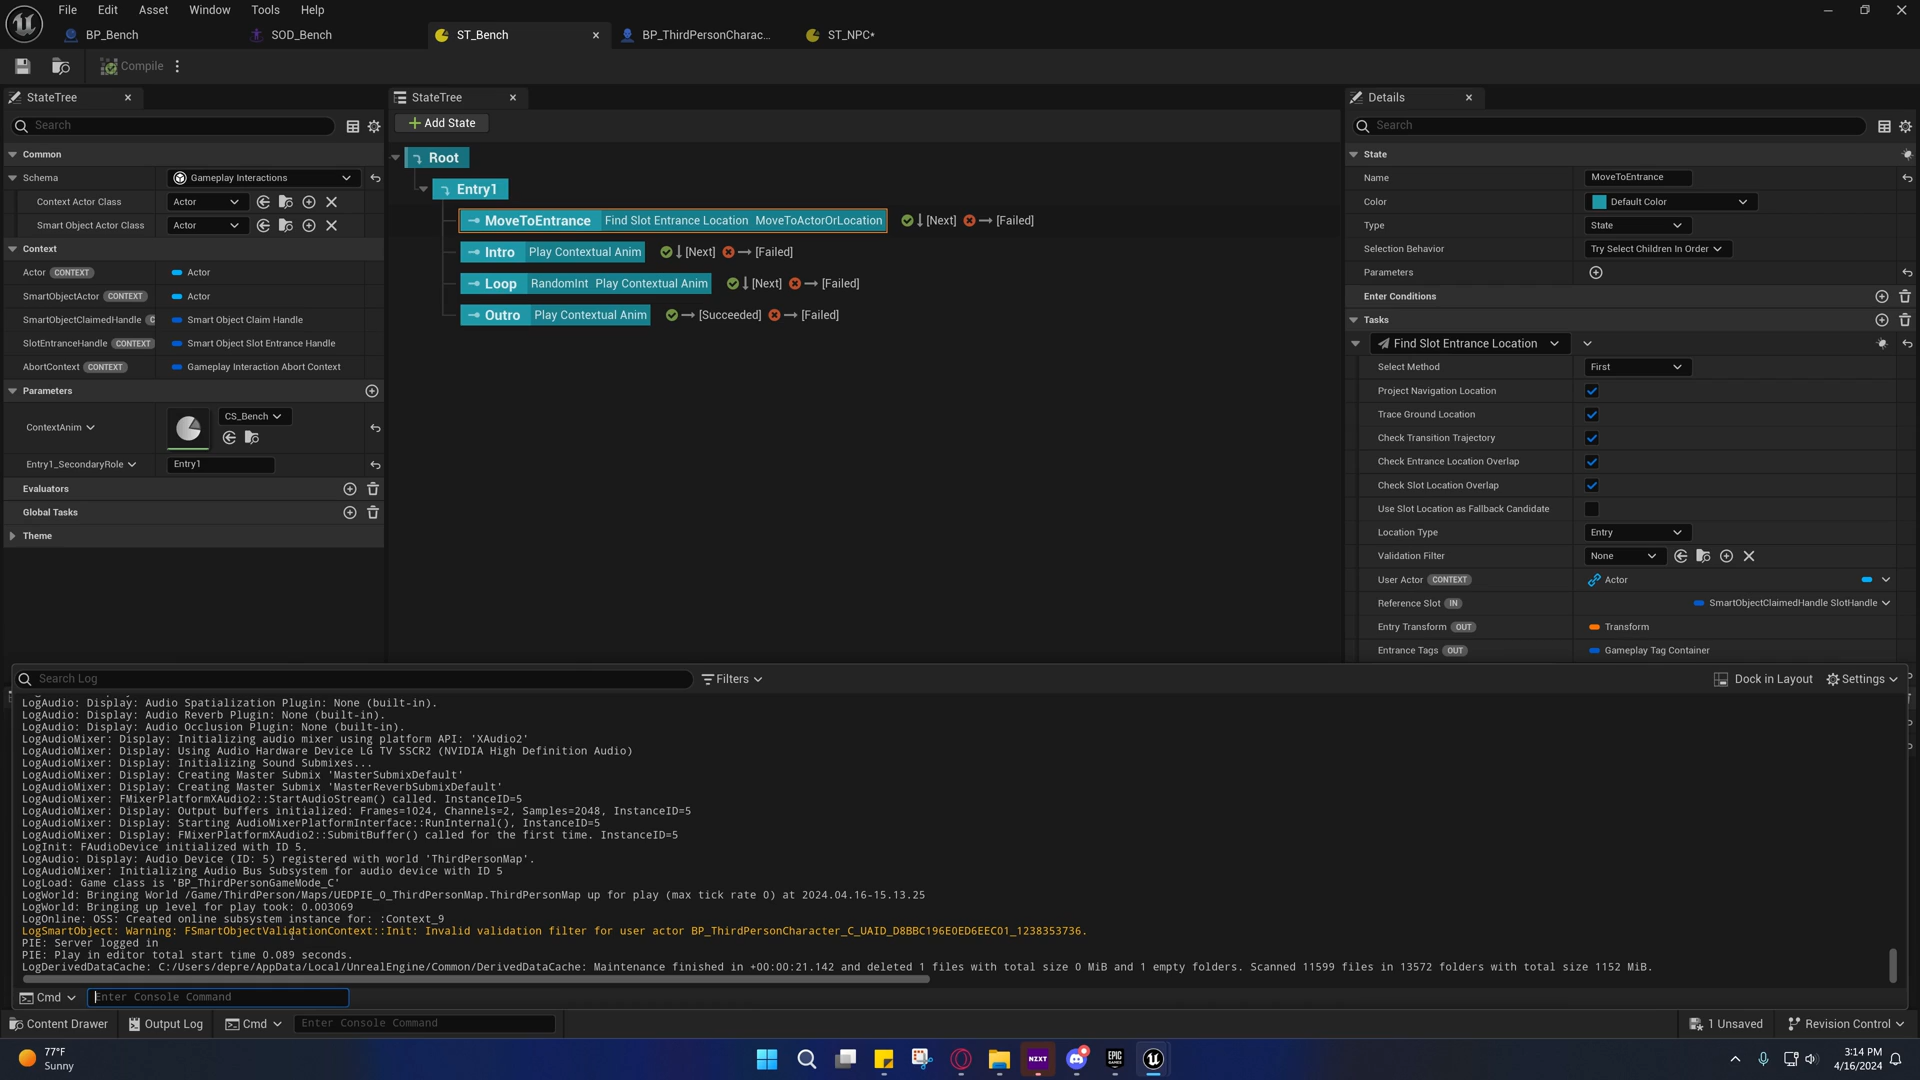 File Edit Asset Window Tools Help
BP_Bench SOD_Bench ST_Bench BP_ThirdPersonCharac... ST_NPC*
Compile
StateTree
Search
Common
Schema Gameplay Interactions
Context Actor Class Actor
Smart Object Actor Class Actor
Context
Actor CONTEXT Actor
SmartObjectActor CONTEXT Actor
SmartObjectClaimedHandle C Smart Object Claim Handle
SlotEntranceHandle CONTEXT Smart Object Slot Entrance Handle
AbortContext CONTEXT Gameplay Interaction Abort Context
Parameters
ContextAnim CS_Bench
Entry1_SecondaryRole Entry1
Evaluators
Global Tasks
Theme
StateTree
Add State
Root
Entry1
MoveToEntrance Find Slot Entrance Location MoveToActorOrLocation [Next] [Failed]
Intro Play Contextual Anim [Next] [Failed]
Loop RandomInt Play Contextual Anim [Next] [Failed]
Outro Play Contextual Anim [Succeeded] [Failed]
Details
Search
State
Name MoveToEntrance
Color Default Color
Type State
Selection Behavior Try Select Children In Order
Parameters
Enter Conditions
Tasks
Find Slot Entrance Location
Select Method First
Project Navigation Location
Trace Ground Location
Check Transition Trajectory
Check Entrance Location Overlap
Check Slot Location Overlap
Use Slot Location as Fallback Candidate
Location Type Entry
Validation Filter None
User Actor CONTEXT Actor
Reference Slot IN SmartObjectClaimedHandle SlotHandle
Entry Transform OUT Transform
Entrance Tags OUT Gameplay Tag Container
Search Log Filters Dock in Layout Settings
LogAudio: Display: Audio Spatialization Plugin: None (built-in).
LogAudio: Display: Audio Reverb Plugin: None (built-in).
LogAudio: Display: Audio Occlusion Plugin: None (built-in).
LogAudioMixer: Display: Initializing audio mixer using platform API: 'XAudio2'
LogAudioMixer: Display: Using Audio Hardware Device LG TV SSCR2 (NVIDIA High Definition Audio)
LogAudioMixer: Display: Initializing Sound Submixes...
LogAudioMixer: Display: Creating Master Submix 'MasterSubmixDefault'
LogAudioMixer: Display: Creating Master Submix 'MasterReverbSubmixDefault'
LogAudioMixer: FMixerPlatformXAudio2::StartAudioStream() called. InstanceID=5
LogAudioMixer: Display: Output buffers initialized: Frames=1024, Channels=2, Samples=2048, InstanceID=5
LogAudioMixer: Display: Starting AudioMixerPlatformInterface::RunInternal(), InstanceID=5
LogAudioMixer: Display: FMixerPlatformXAudio2::SubmitBuffer() called for the first time. InstanceID=5
LogInit: FAudioDevice initialized with ID 5.
LogAudio: Display: Audio Device (ID: 5) registered with world 'ThirdPersonMap'.
LogAudioMixer: Initializing Audio Bus Subsystem for audio device with ID 5
LogLoad: Game class is 'BP_ThirdPersonGameMode_C'
LogWorld: Bringing World /Game/ThirdPerson/Maps/UEDPIE_0_ThirdPersonMap.ThirdPersonMap up for play (max tick rate 0) at 2024.04.16-15.13.25
LogWorld: Bringing up level for play took: 0.003069
LogOnline: OSS: Created online subsystem instance for: :Context_9
LogSmartObject: Warning: FSmartObjectValidationContext::Init: Invalid validation filter for user actor BP_ThirdPersonCharacter_C_UAID_D8BBC196E0ED6EEC01_1238353736.
PIE: Server logged in
PIE: Play in editor total start time 0.089 seconds.
LogDerivedDataCache: C:/Users/depre/AppData/Local/UnrealEngine/Common/DerivedDataCache: Maintenance finished in +00:00:21.142 and deleted 1 files with total size 0 MiB and 1 empty folders. Scanned 11599 files in 13572 folders with total size 1152 MiB.
Cmd Enter Console Command
Content Drawer Output Log Cmd Enter Console Command 1 Unsaved Revision Control
77°F
Sunny
NZXT
EPIC GAMES
3:14 PM
4/16/2024